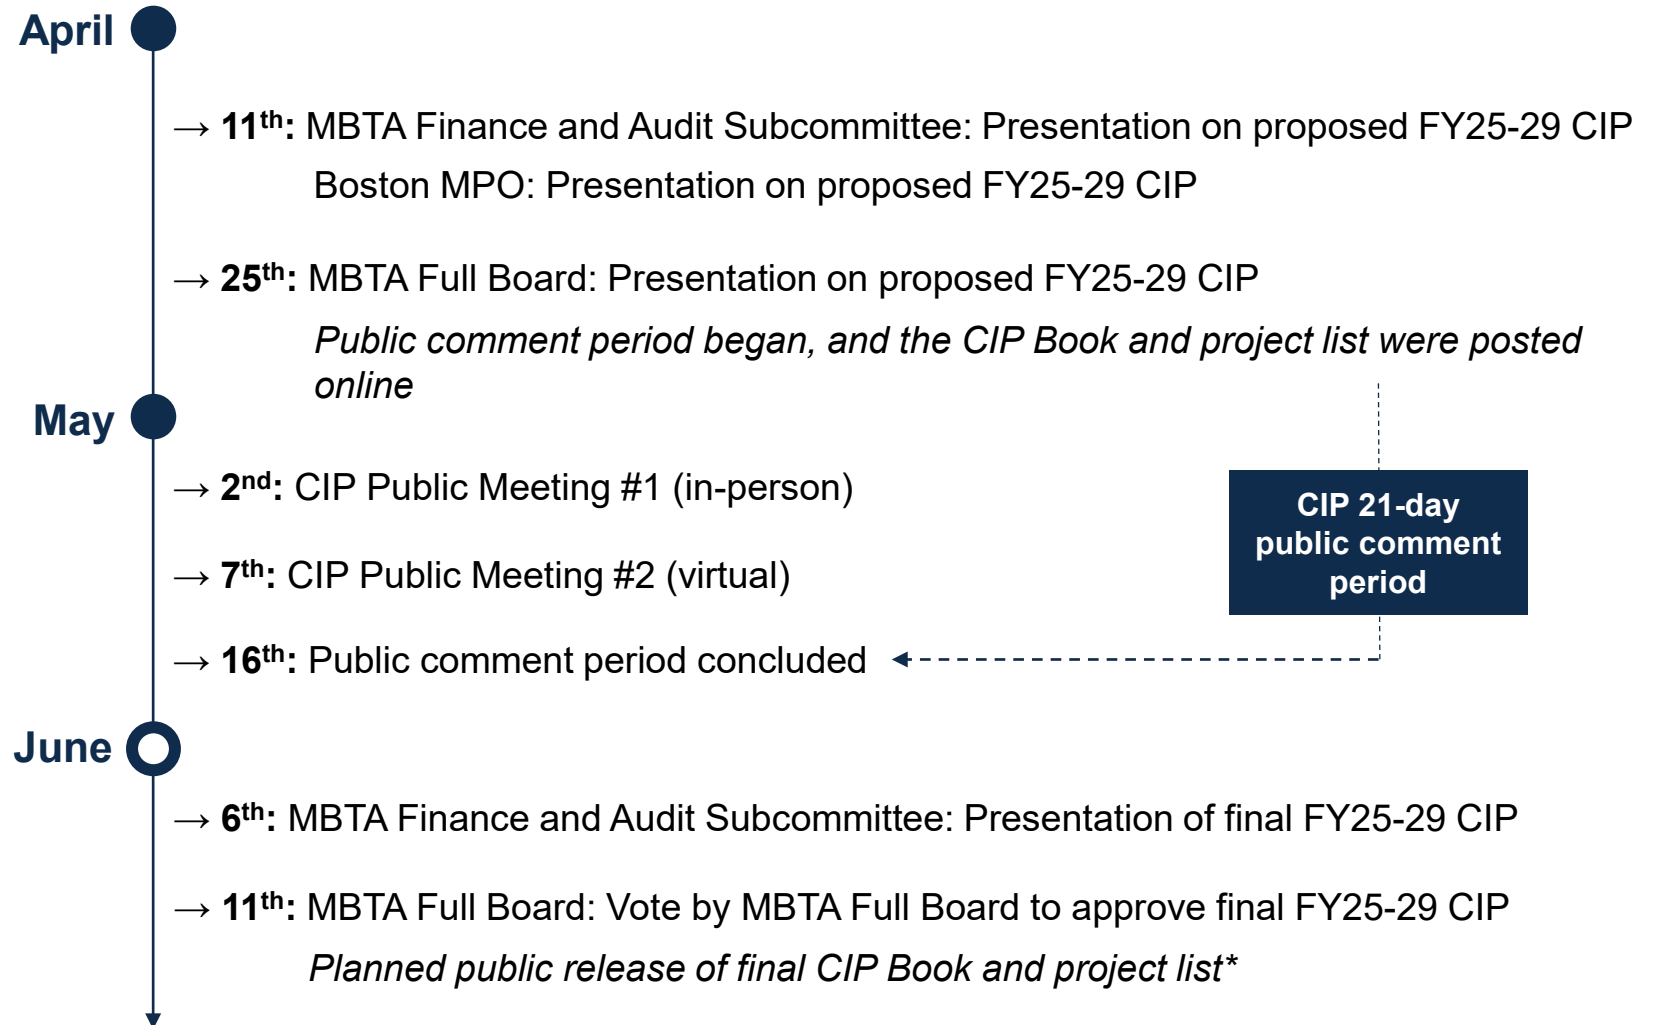 April
→ 11th: MBTA Finance and Audit Subcommittee: Presentation on proposed FY25-29 CIP
Boston MPO: Presentation on proposed FY25-29 CIP
→ 25th: MBTA Full Board: Presentation on proposed FY25-29 CIP
Public comment period began, and the CIP Book and project list were posted
online
May
→ 2nd: CIP Public Meeting #1 (in-person)
→ 7th: CIP Public Meeting #2 (virtual)
→ 16th: Public comment period concluded
CIP 21-day
public comment
period
June
→ 6th: MBTA Finance and Audit Subcommittee: Presentation of final FY25-29 CIP
→ 11th: MBTA Full Board: Vote by MBTA Full Board to approve final FY25-29 CIP
Planned public release of final CIP Book and project list*